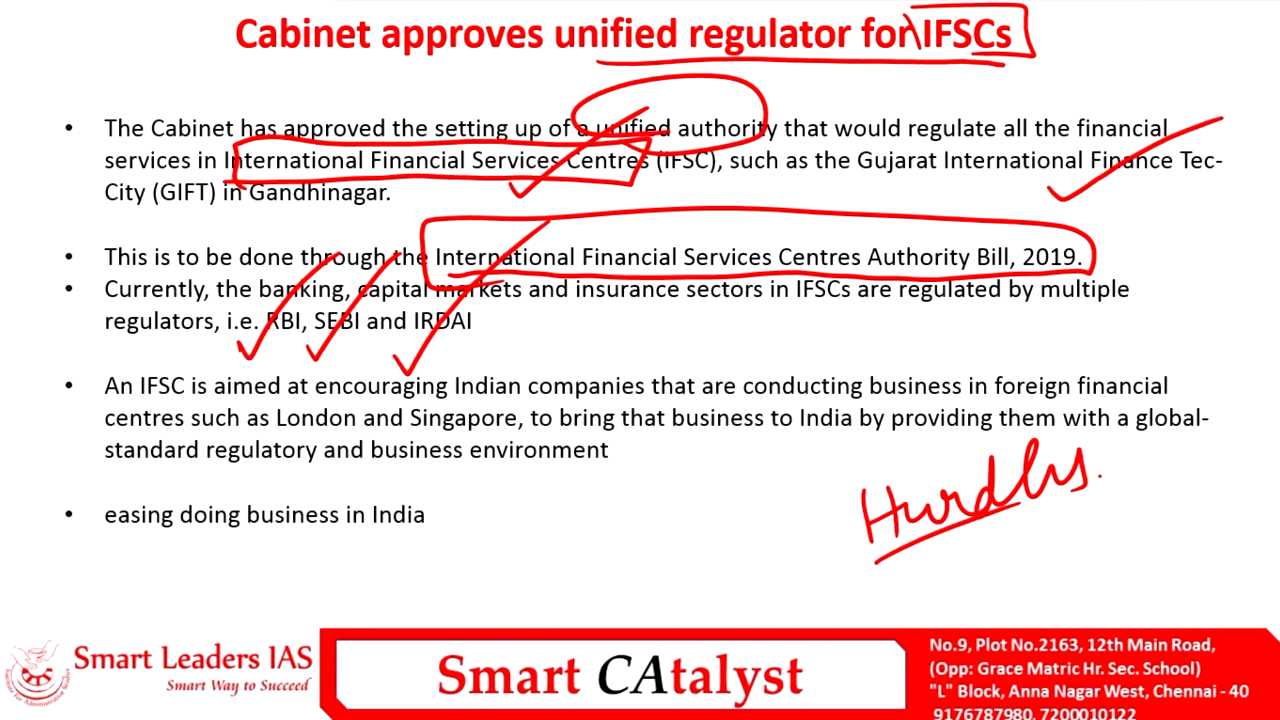 Cabinet approves unified regulator for IFSCs
• The Cabinet has approved the setting up of a unified authority that would regulate all the financial
services in International Financial Services Centres (IFSC), such as the Gujarat International Finance Tec-
City (GIFT) in Gandhinagar.
• This is to be done through the International Financial Services Centres Authority Bill, 2019.
• Currently, the banking, capital markets and insurance sectors in IFSCs are regulated by multiple
regulators, i.e. RBI, SEBI and IRDAI
• An IFSC is aimed at encouraging Indian companies that are conducting business in foreign financial
centres such as London and Singapore, to bring that business to India by providing them with a global-
standard regulatory and business environment
Hurdles.
• easing doing business in India
Smart Leaders IAS
Smart Way to Succeed
Smart CAtalyst
No.9, Plot No.2163, 12th Main Road,
(Opp: Grace Matric Hr. Sec. School)
"L" Block, Anna Nagar West, Chennai - 40
9176787980, 7200010122